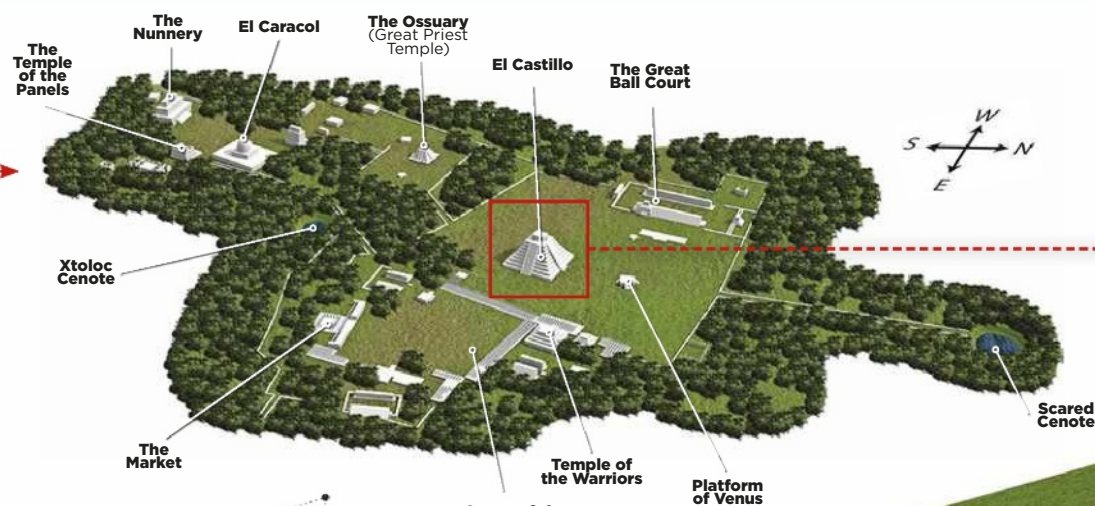 The
Nunnery
El Caracol
The Ossuary
(Great Priest
Temple)
The
Temple
of the
Panels
El Castillo
The Great
Ball Court
W
S
N
E
Xtoloc
Cenote
Scared
Cenote
The
Market
Temple of
the Warriors
Platform
of Venus